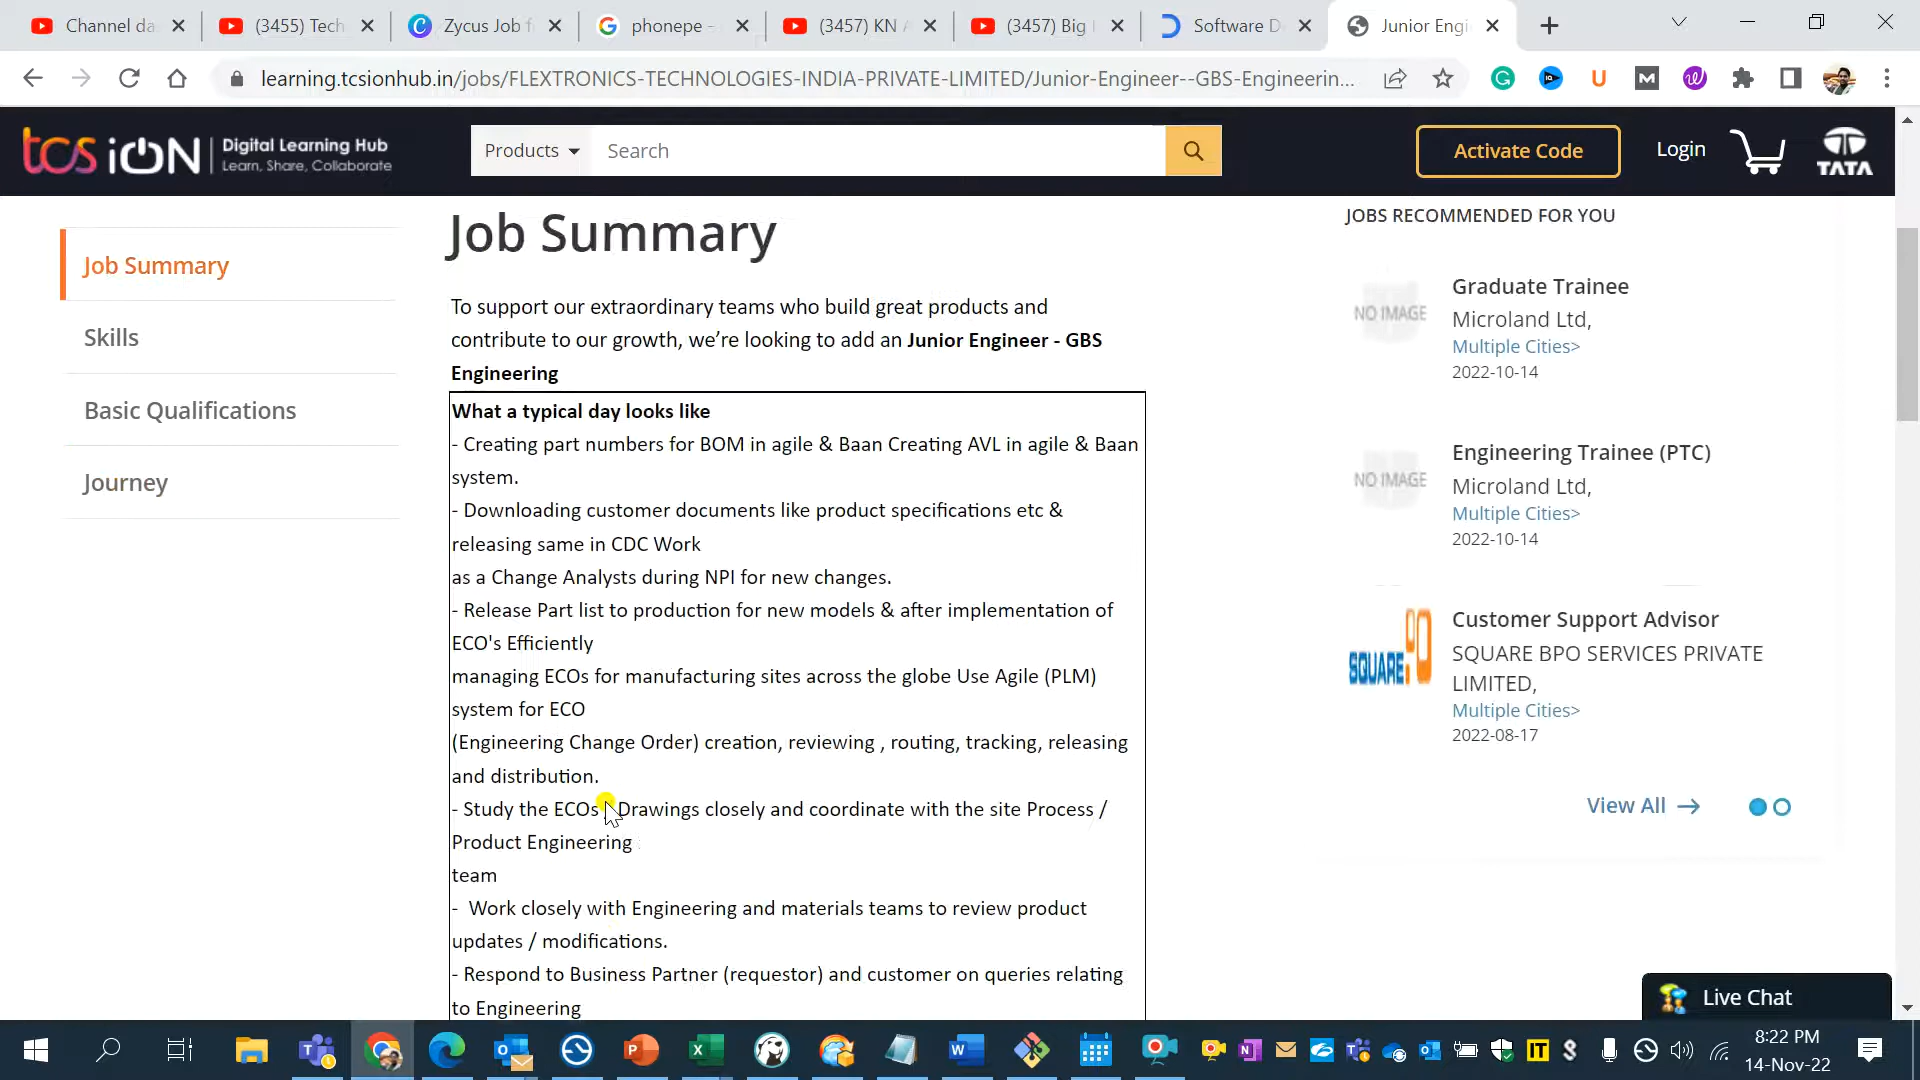 Channel da
(3455) Tech
Zycus Job f
phonepe -
(3457) KN A
(3457) Big
Software D
Junior Engi
learning.tcsionhub.in/jobs/FLEXTRONICS-TECHNOLOGIES-INDIA-PRIVATE-LIMITED/Junior-Engineer--GBS-Engineerin...
tcs iON
Digital Learning Hub
Learn, Share, Collaborate
Products
Search
Activate Code
Login
TATA
Job Summary
Skills
Basic Qualifications
Journey
Job Summary
To support our extraordinary teams who build great products and
contribute to our growth, we’re looking to add an Junior Engineer - GBS
Engineering
What a typical day looks like
- Creating part numbers for BOM in agile & Baan Creating AVL in agile & Baan
system.
- Downloading customer documents like product specifications etc &
releasing same in CDC Work
as a Change Analysts during NPI for new changes.
- Release Part list to production for new models & after implementation of
ECO's Efficiently
managing ECOs for manufacturing sites across the globe Use Agile (PLM)
system for ECO
(Engineering Change Order) creation, reviewing , routing, tracking, releasing
and distribution.
- Study the ECOs Drawings closely and coordinate with the site Process /
Product Engineering
team
- Work closely with Engineering and materials teams to review product
updates / modifications.
- Respond to Business Partner (requestor) and customer on queries relating
to Engineering
JOBS RECOMMENDED FOR YOU
NO IMAGE
Graduate Trainee
Microland Ltd,
Multiple Cities>
2022-10-14
NO IMAGE
Engineering Trainee (PTC)
Microland Ltd,
Multiple Cities>
2022-10-14
SQUARE
Customer Support Advisor
SQUARE BPO SERVICES PRIVATE
LIMITED,
Multiple Cities>
2022-08-17
View All
Live Chat
8:22 PM
14-Nov-22